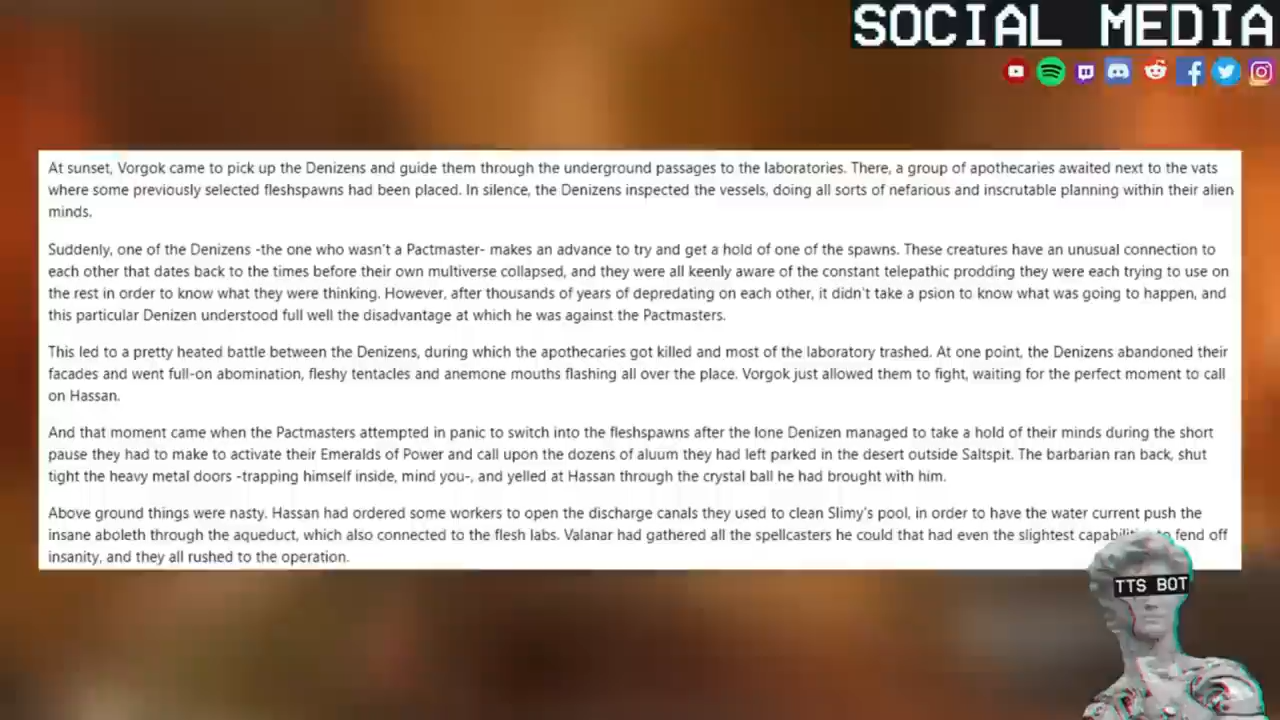 SOCIAL MEDIA
At sunset, Vorgok came to pick up the Denizens and guide them through the underground passages to the laboratories. There, a group of apothecaries awaited next to the vats
where some previously selected fleshspawns had been placed. In silence, the Denizens inspected the vessels, doing all sorts of nefarious and inscrutable planning within their alien
minds.
Suddenly, one of the Denizens -the one who wasn't a Pactmaster- makes an advance to try and get a hold of one of the spawns. These creatures have an unusual connection to
each other that dates back to the times before their own multiverse collapsed, and they were all keenly aware of the constant telepathic prodding they were each trying to use on
the rest in order to know what they were thinking. However, after thousands of years of depredating on each other, it didn't take a psion to know what was going to happen, and
this particular Denizen understood full well the disadvantage at which he was against the Pactmasters.
This led to a pretty heated battle between the Denizens, during which the apothecaries got killed and most of the laboratory trashed. At one point, the Denizens abandoned their
facades and went full-on abomination, fleshy tentacles and anemone mouths flashing all over the place. Vorgok just allowed them to fight, waiting for the perfect moment to call
on Hassan.
And that moment came when the Pactmasters attempted in panic to switch into the fleshspawns after the lone Denizen managed to take a hold of their minds during the short
pause they had to make to activate their Emeralds of Power and call upon the dozens of aluum they had left parked in the desert outside Saltspit. The barbarian ran back, shut
tight the heavy metal doors -trapping himself inside, mind you-, and yelled at Hassan through the crystal ball he had brought with him.
Above ground things were nasty. Hassan had ordered some workers to open the discharge canals they used to clean Slimy's pool, in order to have the water current push the
insane aboleth through the aqueduct, which also connected to the flesh labs. Valanar had gathered all the spellcasters he could that had even the slightest fend off
insanity, and they all rushed to the operation.
TTS BOT